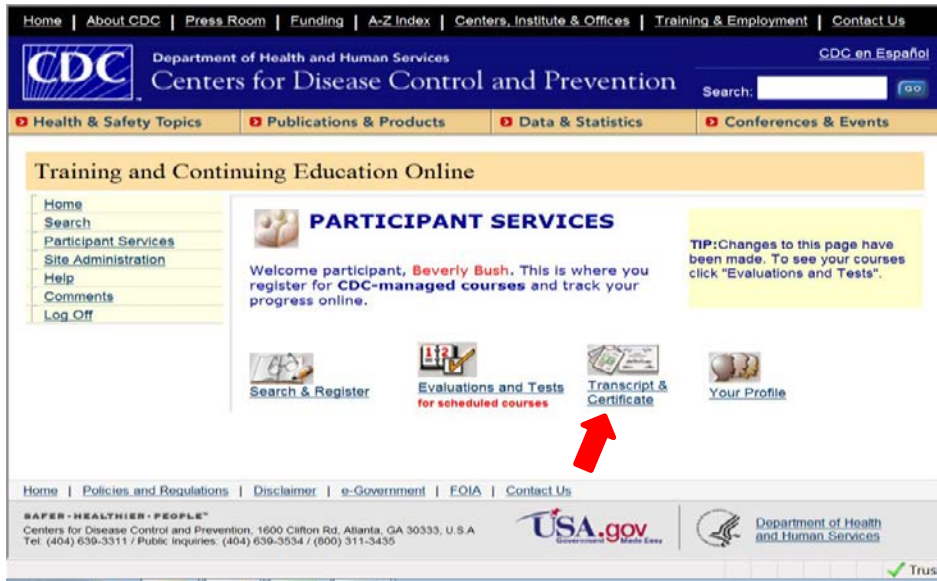 Home | About CDC | Press Room | Funding | A-Z Index | Centers, Institute & Offices | Training & Employment | Contact Us
CDC
Department of Health and Human Services
Centers for Disease Control and Prevention
CDC en Español
Search: GO
Health & Safety Topics Publications & Products Data & Statistics Conferences & Events
Training and Continuing Education Online
Home
Search
Participant Services
Site Administration
Help
Comments
Log Off
PARTICIPANT SERVICES
Welcome participant, Beverly Bush. This is where you
register for CDC-managed courses and track your
progress online.
TIP:Changes to this page have
been made. To see your courses
click "Evaluations and Tests".
Search & Register
1 2
Evaluations and Tests
for scheduled courses
Transcript &
Certificate
Your Profile
Home | Policies and Regulations | Disclaimer | e-Government | FOIA | Contact Us
SAFER·HEALTHIER·PEOPLE™
Centers for Disease Control and Prevention, 1600 Clifton Rd, Atlanta, GA 30333, U.S.A
Tel: (404) 639-3311 / Public Inquiries: (404) 639-3534 / (800) 311-3435
USA.gov
Government Made Easy
Department of Health
and Human Services
Trus